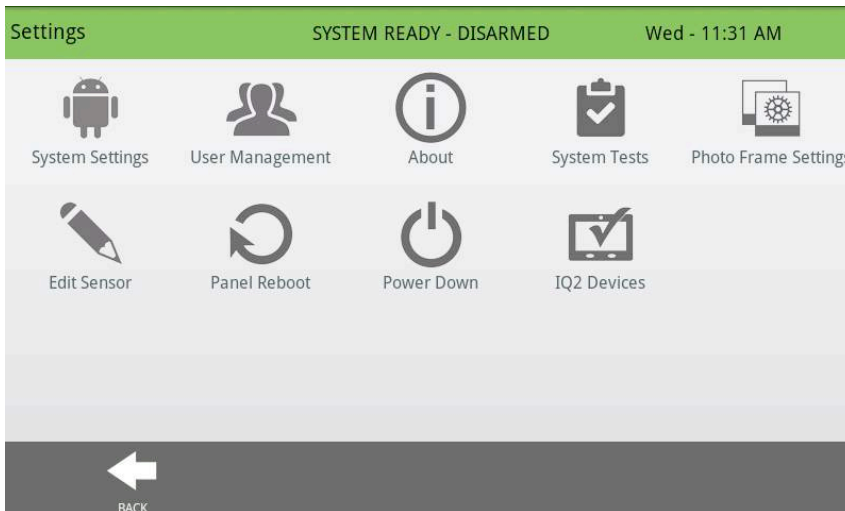 Settings SYSTEM READY - DISARMED Wed - 11:31 AM
System Settings User Management About System Tests Photo Frame Setting
Edit Sensor Panel Reboot Power Down IQ2 Devices
BACK